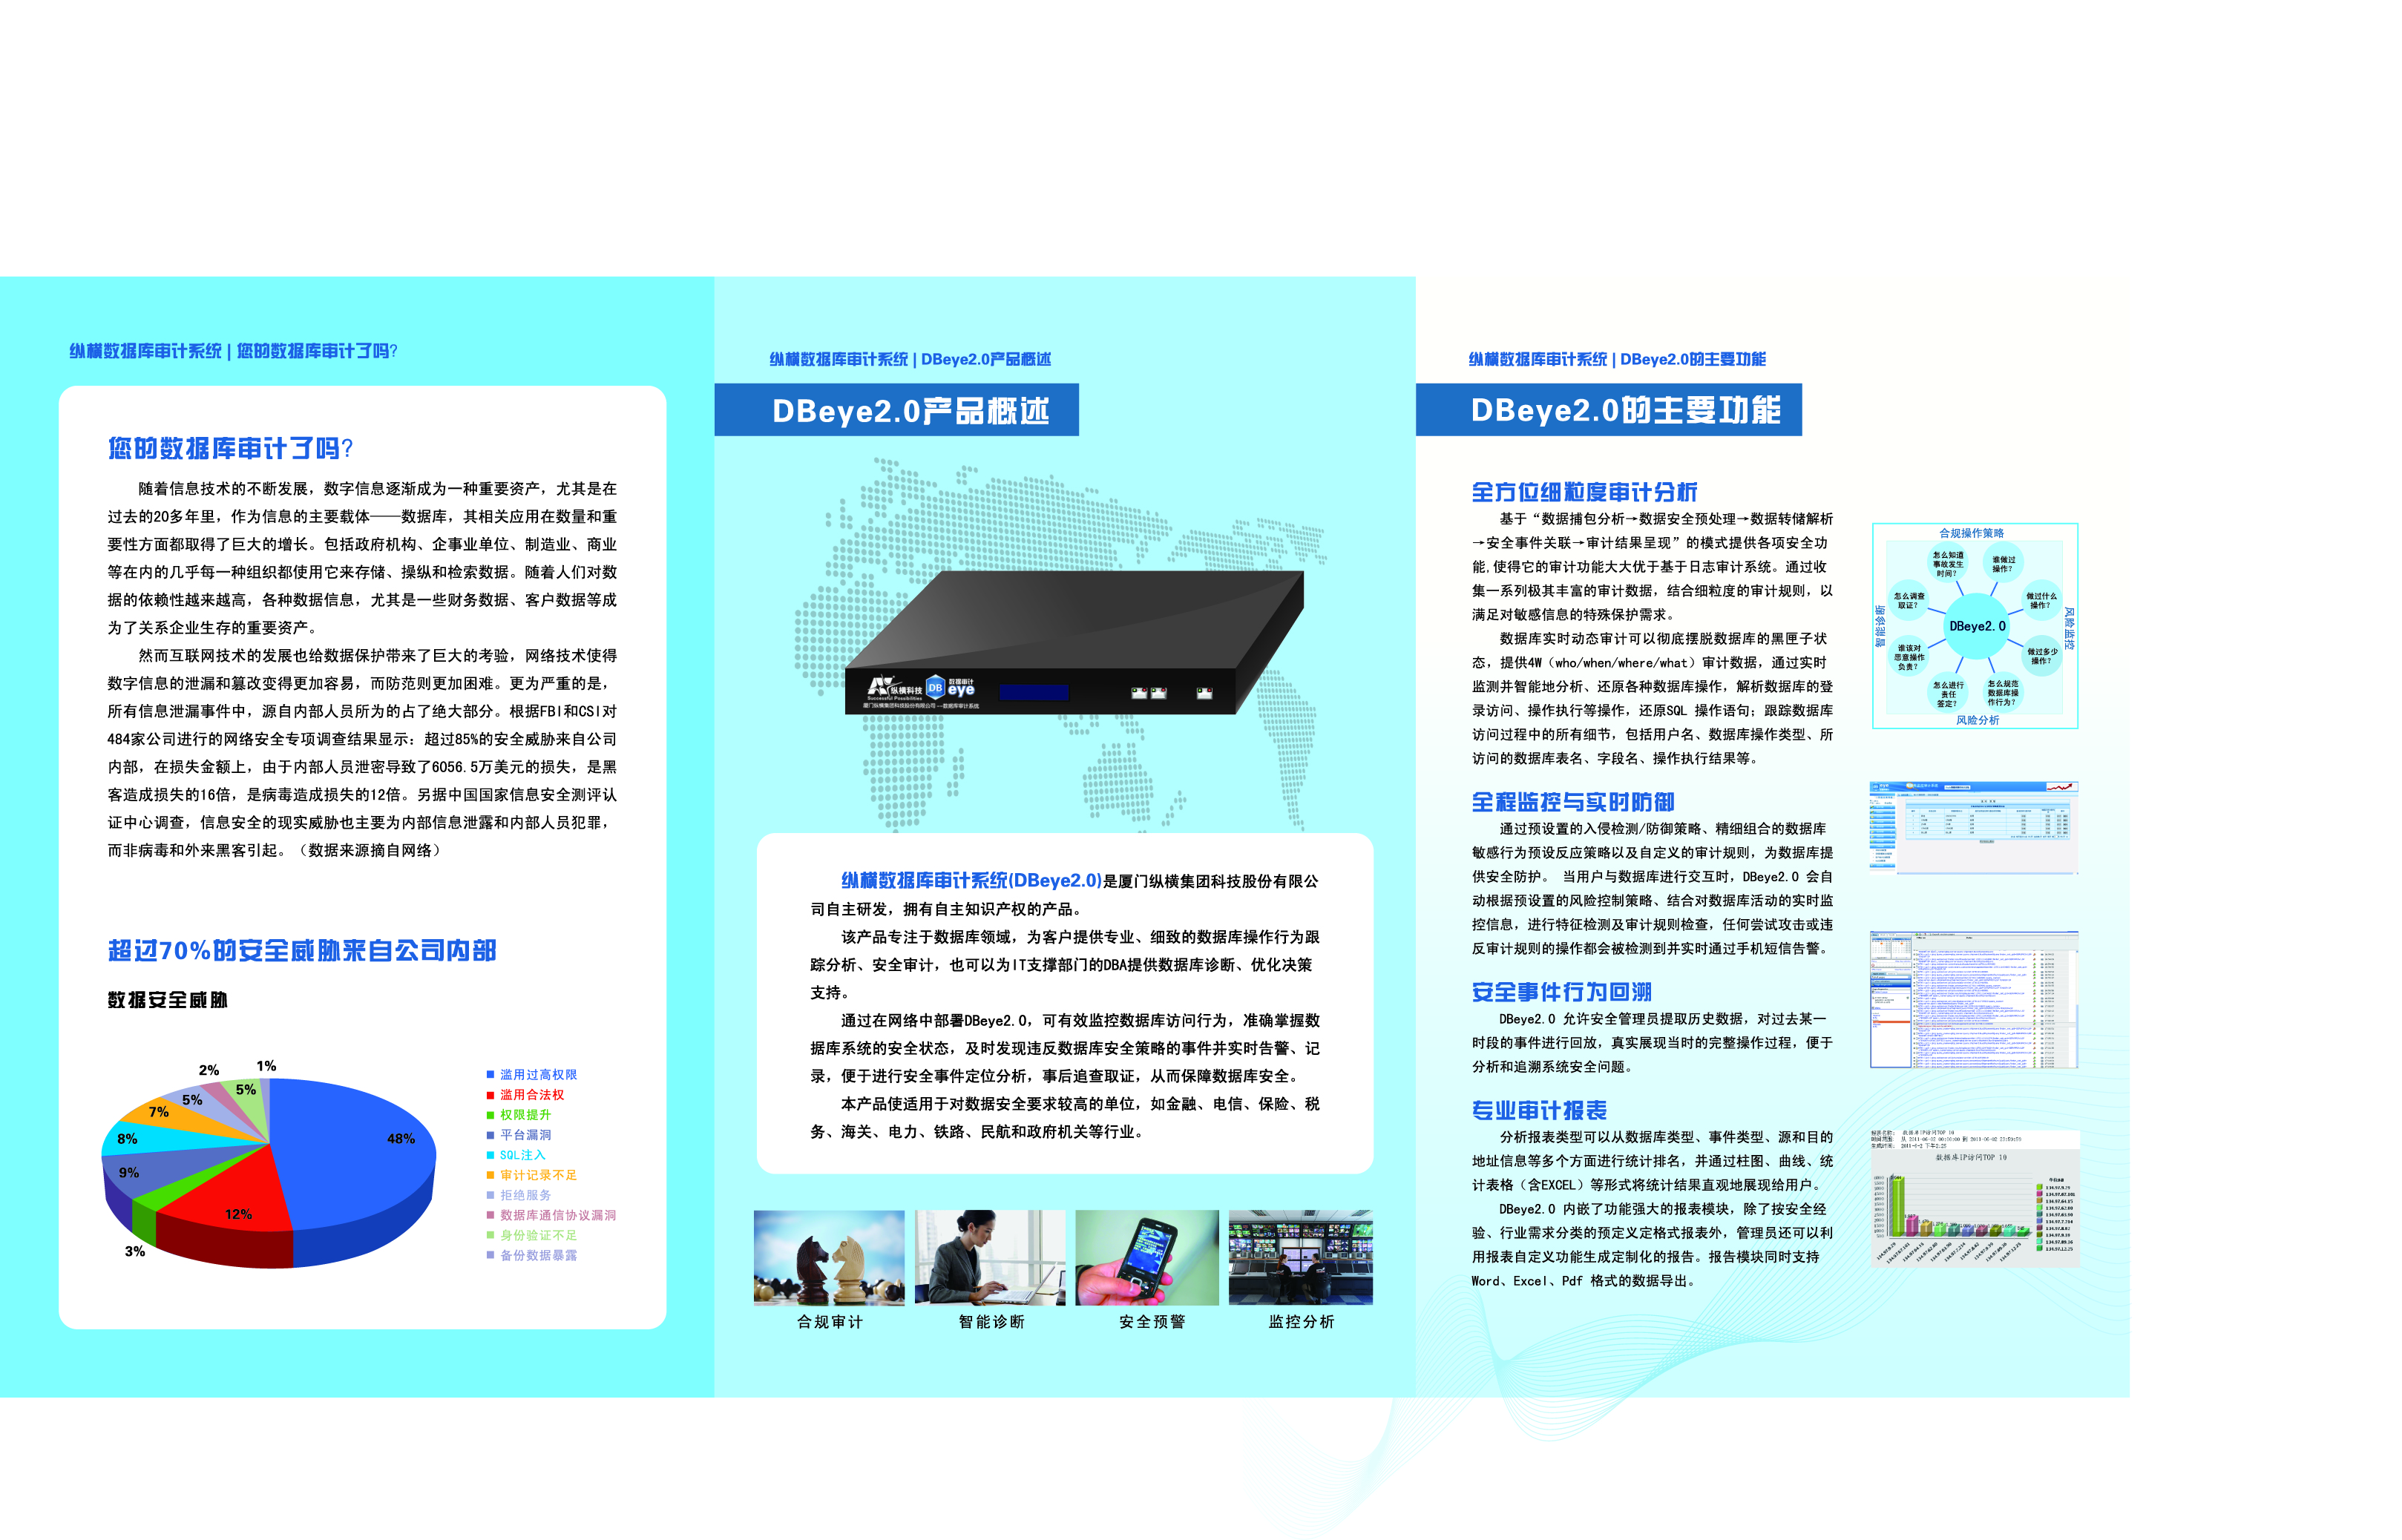 纵横数据库审计系统 | 您的数据库审计了吗?
您的数据库审计了吗?
随着信息技术的不断发展，数字信息逐渐成为一种重要资产，尤其是在
过去的20多年里，作为信息的主要载体——数据库，其相关应用在数量和重
要性方面都取得了巨大的增长。包括政府机构、企事业单位、制造业、商业
等在内的几乎每一种组织都使用它来存储、操纵和检索数据。随着人们对数
据的依赖性越来越高，各种数据信息，尤其是一些财务数据、客户数据等成
为了关系企业生存的重要资产。
然而互联网技术的发展也给数据保护带来了巨大的考验，网络技术使得
数字信息的泄漏和篡改变得更加容易，而防范则更加困难。更为严重的是，
所有信息泄漏事件中，源自内部人员所为的占了绝大部分。根据FBI和CSI对
484家公司进行的网络安全专项调查结果显示：超过85%的安全威胁来自公司
内部，在损失金额上，由于内部人员泄密导致了6056.5万美元的损失，是黑
客造成损失的16倍，是病毒造成损失的12倍。另据中国国家信息安全测评认
证中心调查，信息安全的现实威胁也主要为内部信息泄露和内部人员犯罪，
而非病毒和外来黑客引起。（数据来源摘自网络）
超过70%的安全威胁来自公司内部
数据安全威胁
1%
2%
5%
5%
7%
8%
9%
3%
12%
48%
滥用过高权限
滥用合法权
权限提升
平台漏洞
SQL注入
审计记录不足
拒绝服务
数据库通信协议漏洞
身份验证不足
备份数据暴露
纵横数据库审计系统 | DBeye2.0产品概述
DBeye2.0产品概述
纵横科技
Successful Possibilities
DB
数据审计
eye
厦门纵横集团科技股份有限公司 ---数据库审计系统
纵横数据库审计系统(DBeye2.0)是厦门纵横集团科技股份有限公
司自主研发，拥有自主知识产权的产品。
该产品专注于数据库领域，为客户提供专业、细致的数据库操作行为跟
踪分析、安全审计，也可以为IT支撑部门的DBA提供数据库诊断、优化决策
支持。
通过在网络中部署DBeye2.0，可有效监控数据库访问行为，准确掌握数
据库系统的安全状态，及时发现违反数据库安全策略的事件并实时告警、记
录，便于进行安全事件定位分析，事后追查取证，从而保障数据库安全。
本产品使适用于对数据安全要求较高的单位，如金融、电信、保险、税
务、海关、电力、铁路、民航和政府机关等行业。
合规审计
智能诊断
安全预警
监控分析
纵横数据库审计系统 | DBeye2.0的主要功能
DBeye2.0的主要功能
全方位细粒度审计分析
基于“数据捕包分析→数据安全预处理→数据转储解析
→安全事件关联→审计结果呈现”的模式提供各项安全功
能,使得它的审计功能大大优于基于日志审计系统。通过收
集一系列极其丰富的审计数据，结合细粒度的审计规则，以
满足对敏感信息的特殊保护需求。
数据库实时动态审计可以彻底摆脱数据库的黑匣子状
态，提供4W（who/when/where/what）审计数据，通过实时
监测并智能地分析、还原各种数据库操作，解析数据库的登
录访问、操作执行等操作，还原SQL 操作语句；跟踪数据库
访问过程中的所有细节，包括用户名、数据库操作类型、所
访问的数据库表名、字段名、操作执行结果等。
全程监控与实时防御
通过预设置的入侵检测/防御策略、精细组合的数据库
敏感行为预设反应策略以及自定义的审计规则，为数据库提
供安全防护。 当用户与数据库进行交互时，DBeye2.0 会自
动根据预设置的风险控制策略、结合对数据库活动的实时监
控信息，进行特征检测及审计规则检查，任何尝试攻击或违
反审计规则的操作都会被检测到并实时通过手机短信告警。
安全事件行为回溯
DBeye2.0 允许安全管理员提取历史数据，对过去某一
时段的事件进行回放，真实展现当时的完整操作过程，便于
分析和追溯系统安全问题。
专业审计报表
分析报表类型可以从数据库类型、事件类型、源和目的
地址信息等多个方面进行统计排名，并通过柱图、曲线、统
计表格（含EXCEL）等形式将统计结果直观地展现给用户。
DBeye2.0 内嵌了功能强大的报表模块，除了按安全经
验、行业需求分类的预定义定格式报表外，管理员还可以利
用报表自定义功能生成定制化的报告。报告模块同时支持
Word、Excel、Pdf 格式的数据导出。
合规操作策略
智能诊断
风险监控
风险分析
DBeye2.0
怎么知道
事故发生
时间?
谁做过
操作?
做过什么
操作?
做过多少
操作?
怎么规范
数据库操
作行为?
怎么进行
责任
签定?
谁该对
恶意操作
负责?
怎么调查
取证?
数据库IP访问TOP 10